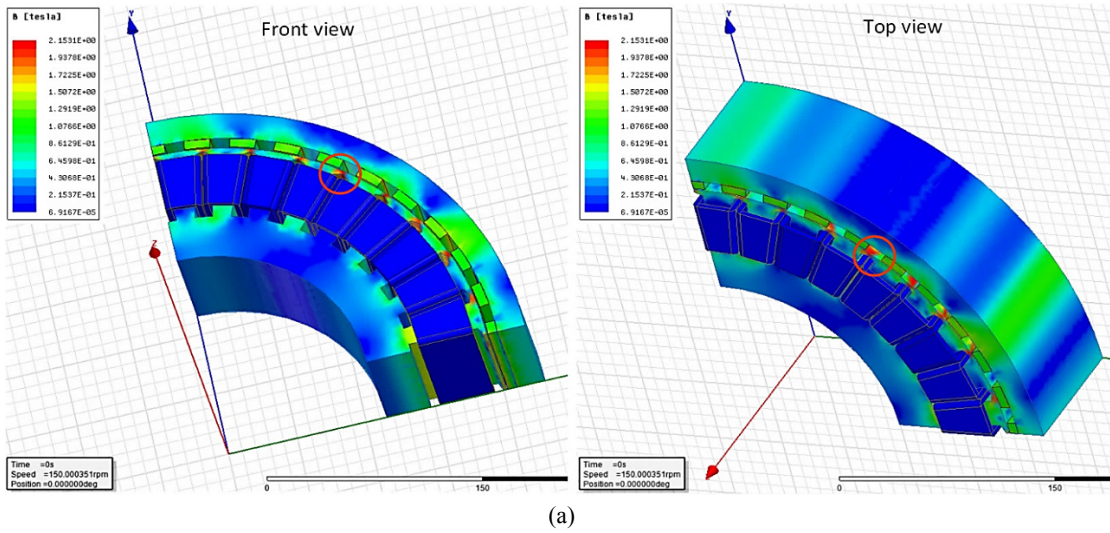 B [tesla]
2.1531E+00
1.9378E+00
1.7225E+00
1.5072E+00
1.2919E+00
1.0766E+00
8.6129E-01
6.4598E-01
4.3068E-01
2.1537E-01
6.9167E-05
Y
Front view
Z
Time =0s
Speed =150.000351rpm
Position =0.000000deg
0
150
B [tesla]
2.1531E+00
1.9378E+00
1.7225E+00
1.5072E+00
1.2919E+00
1.0766E+00
8.6129E-01
6.4598E-01
4.3068E-01
2.1537E-01
6.9167E-05
Y
Top view
Time =0s
Speed =150.000351rpm
Position =0.000000deg
0
150
(a)